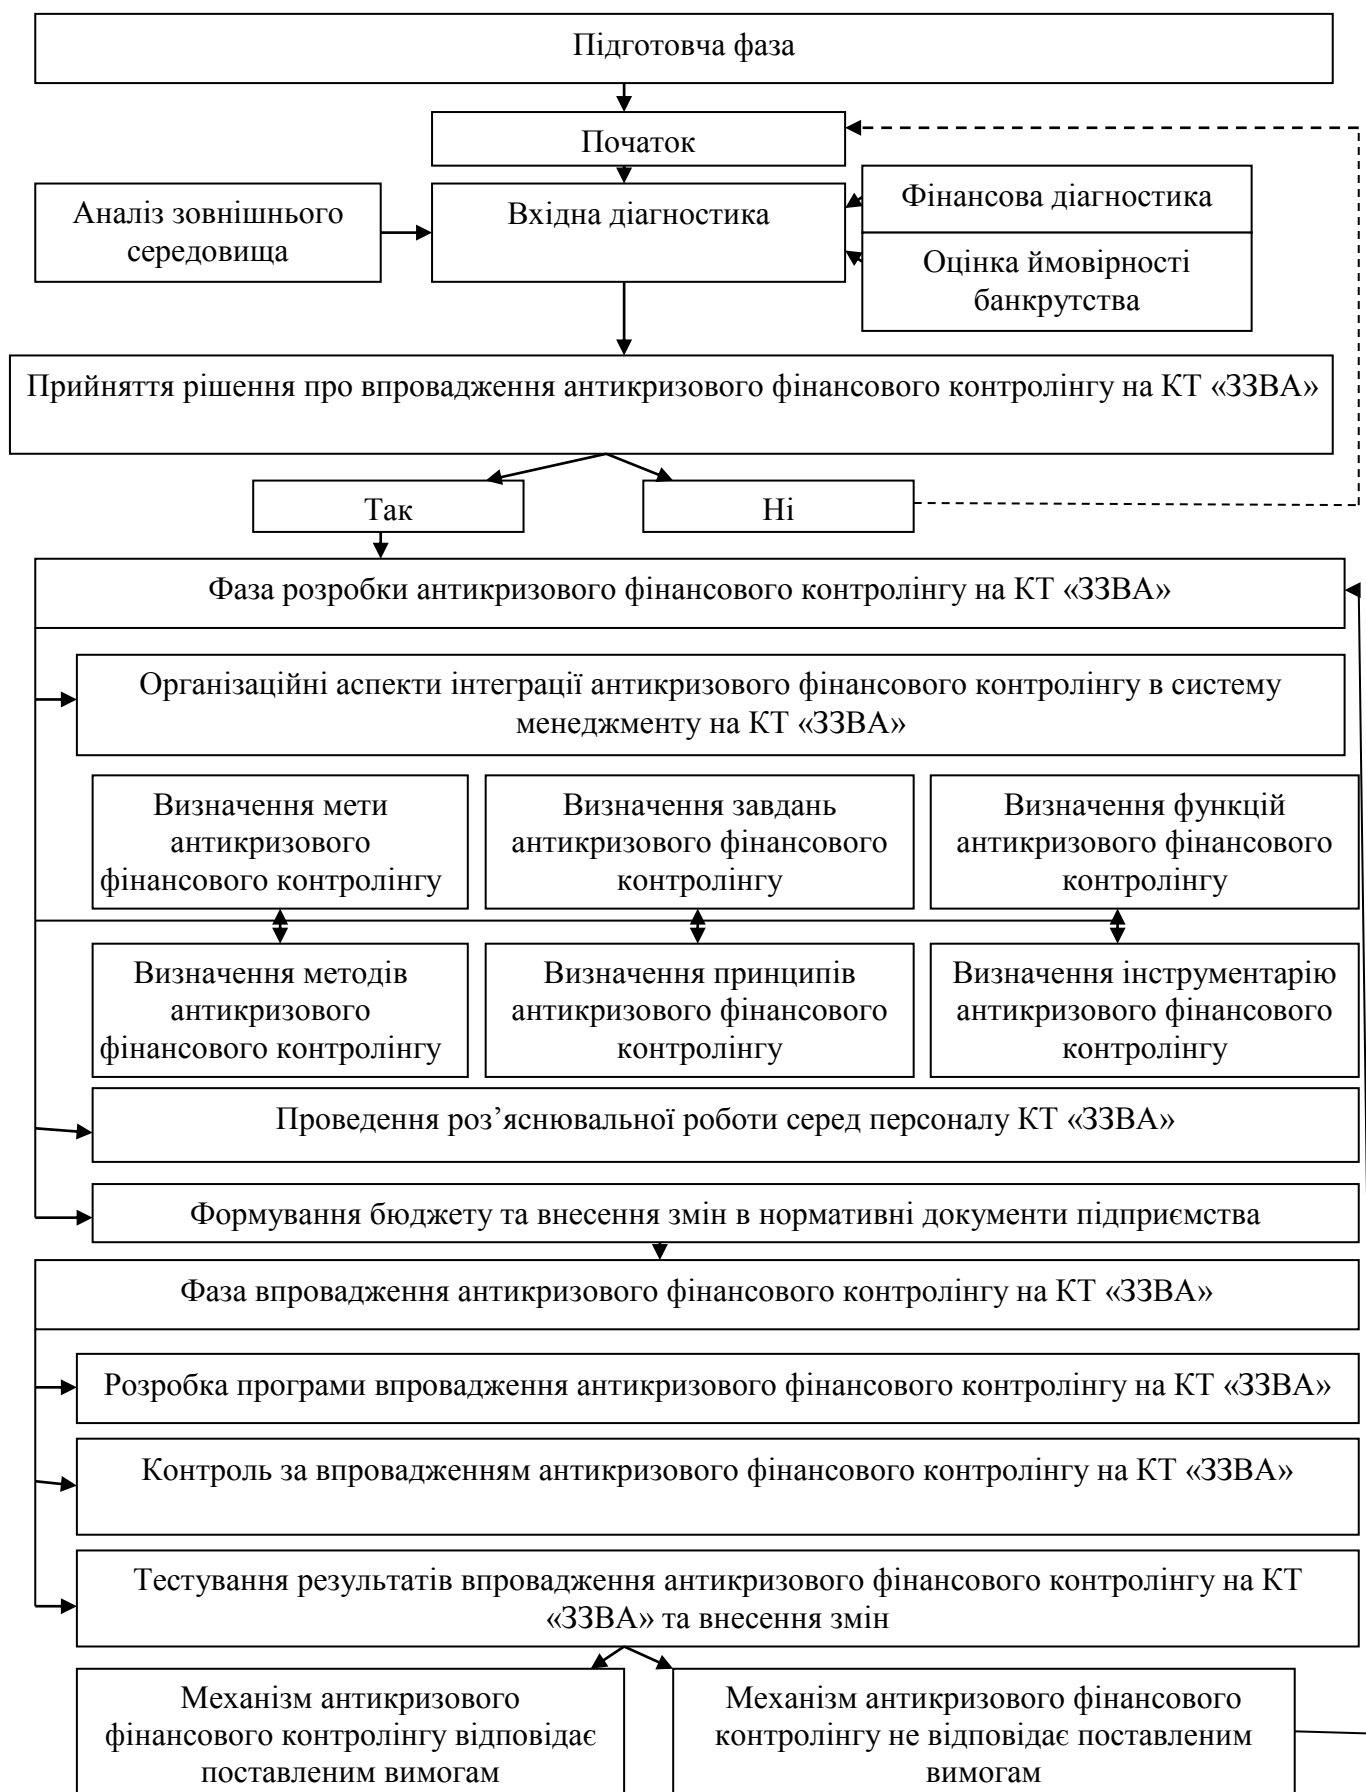 Підготовча фаза
Початок
Аналіз зовнішнього
середовища
Вхідна діагностика
Фінансова діагностика
Оцінка ймовірності
банкрутства
Прийняття рішення про впровадження антикризового фінансового контролінгу на КТ «ЗЗВА»
Так
Ні
Фаза розробки антикризового фінансового контролінгу на КТ «ЗЗВА»
Організаційні аспекти інтеграції антикризового фінансового контролінгу в систему
менеджменту на КТ «ЗЗВА»
Визначення мети
антикризового
фінансового контролінгу
Визначення завдань
антикризового фінансового
контролінгу
Визначення функцій
антикризового фінансового
контролінгу
Визначення методів
антикризового
фінансового контролінгу
Визначення принципів
антикризового фінансового
контролінгу
Визначення інструментарію
антикризового фінансового
контролінгу
Проведення роз’яснювальної роботи серед персоналу КТ «ЗЗВА»
Формування бюджету та внесення змін в нормативні документи підприємства
Фаза впровадження антикризового фінансового контролінгу на КТ «ЗЗВА»
Розробка програми впровадження антикризового фінансового контролінгу на КТ «ЗЗВА»
Контроль за впровадженням антикризового фінансового контролінгу на КТ «ЗЗВА»
Тестування результатів впровадження антикризового фінансового контролінгу на КТ
«ЗЗВА» та внесення змін
Механізм антикризового
фінансового контролінгу відповідає
поставленим вимогам
Механізм антикризового фінансового
контролінгу не відповідає поставленим
вимогам